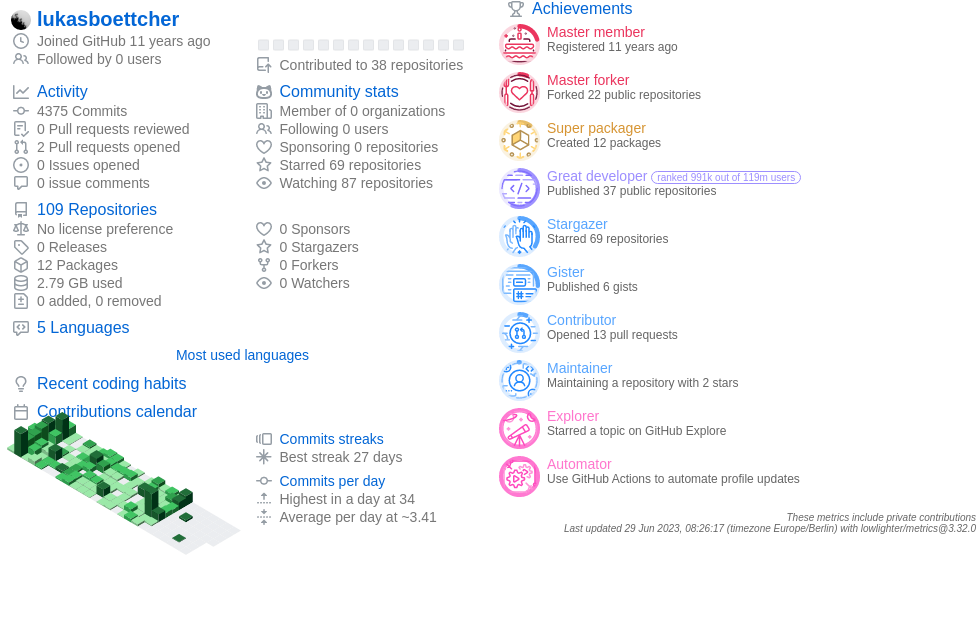 lukasboettcher
Joined GitHub 11 years ago
Followed by 0 users
Contributed to 38 repositories
Activity
4375 Commits
0 Pull requests reviewed
2 Pull requests opened
0 Issues opened
0 issue comments
Community stats
Member of 0 organizations
Following 0 users
Sponsoring 0 repositories
Starred 69 repositories
Watching 87 repositories
109 Repositories
No license preference
0 Releases
12 Packages
2.79 GB used
0 added, 0 removed
0 Sponsors
0 Stargazers
0 Forkers
0 Watchers
5 Languages
Most used languages
Recent coding habits
Contributions calendar
Commits streaks
Best streak 27 days
Commits per day
Highest in a day at 34
Average per day at ~3.41
Achievements
Master member
Registered 11 years ago
Master forker
Forked 22 public repositories
Super packager
Created 12 packages
Great developer ranked 991k out of 119m users
Published 37 public repositories
Stargazer
Starred 69 repositories
Gister
Published 6 gists
Contributor
Opened 13 pull requests
Maintainer
Maintaining a repository with 2 stars
Explorer
Starred a topic on GitHub Explore
Automator
Use GitHub Actions to automate profile updates
These metrics include private contributions
Last updated 29 Jun 2023, 08:26:17 (timezone Europe/Berlin) with lowlighter/metrics@3.32.0